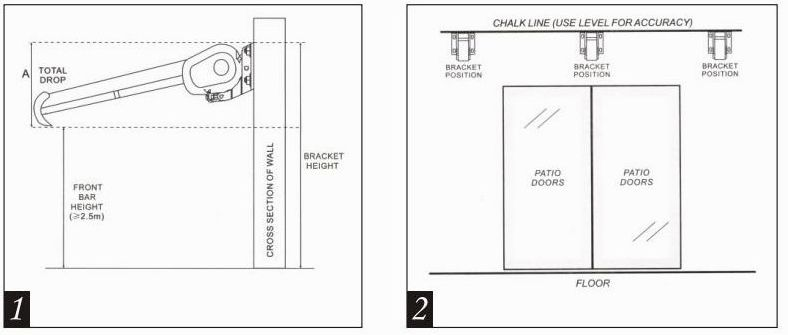 A
TOTAL
DROP
FRONT
BAR
HEIGHT
(≥2.5m)
CROSS SECTION OF WALL
BRACKET
HEIGHT
1
CHALK LINE (USE LEVEL FOR ACCURACY)
BRACKET
POSITION
BRACKET
POSITION
BRACKET
POSITION
PATIO
DOORS
PATIO
DOORS
FLOOR
2